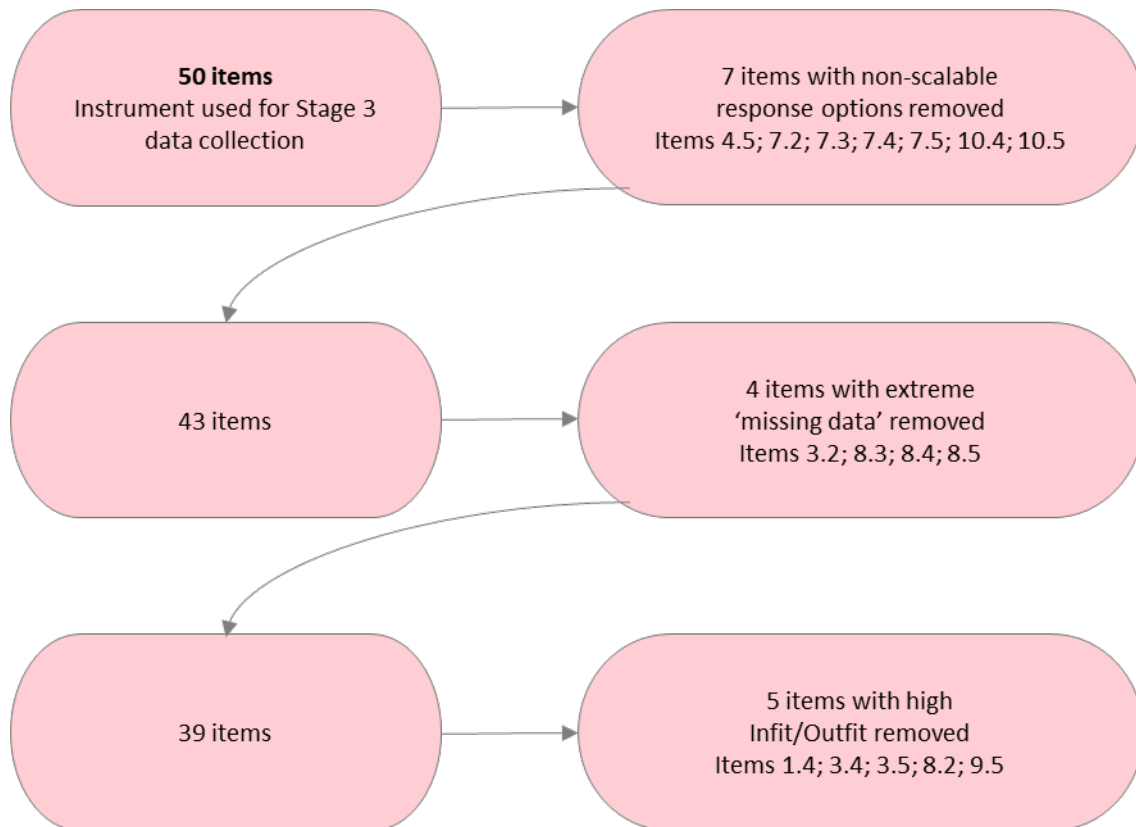 50 items
Instrument used for Stage 3
data collection
7 items with non-scalable
response options removed
Items 4.5; 7.2; 7.3; 7.4; 7.5; 10.4; 10.5
43 items
4 items with extreme
‘missing data’ removed
Items 3.2; 8.3; 8.4; 8.5
39 items
5 items with high
Infit/Outfit removed
Items 1.4; 3.4; 3.5; 8.2; 9.5